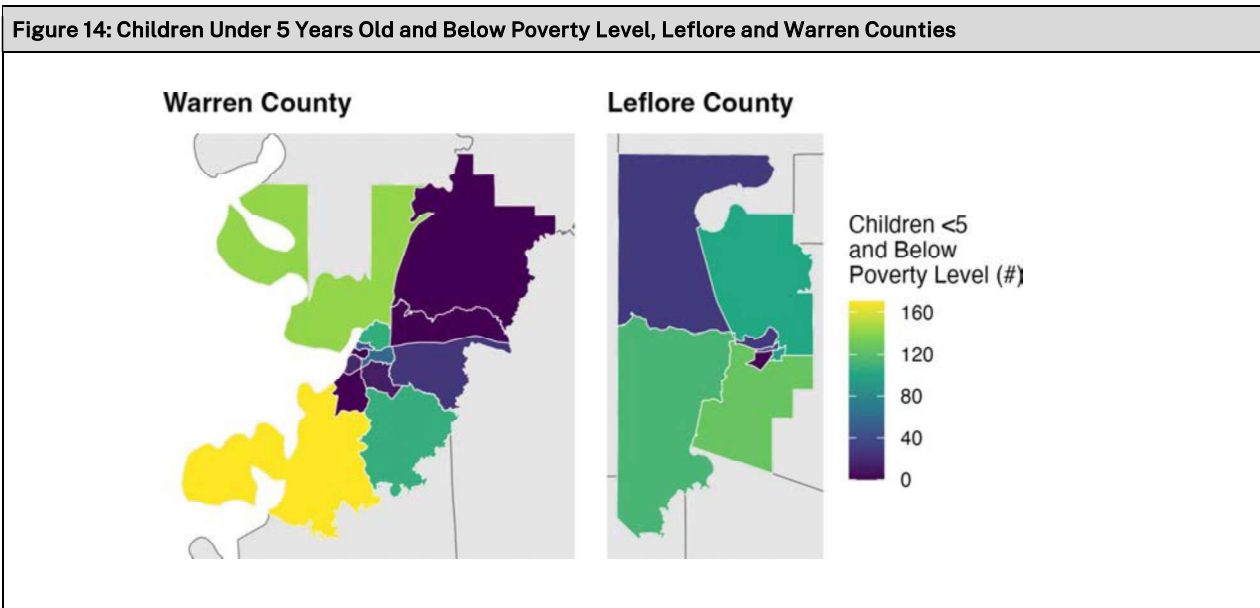 Figure 14: Children Under 5 Years Old and Below Poverty Level, Leflore and Warren Counties
Warren County
Leflore County
Children <5
and Below
Poverty Level (#)
160
120
80
40
0